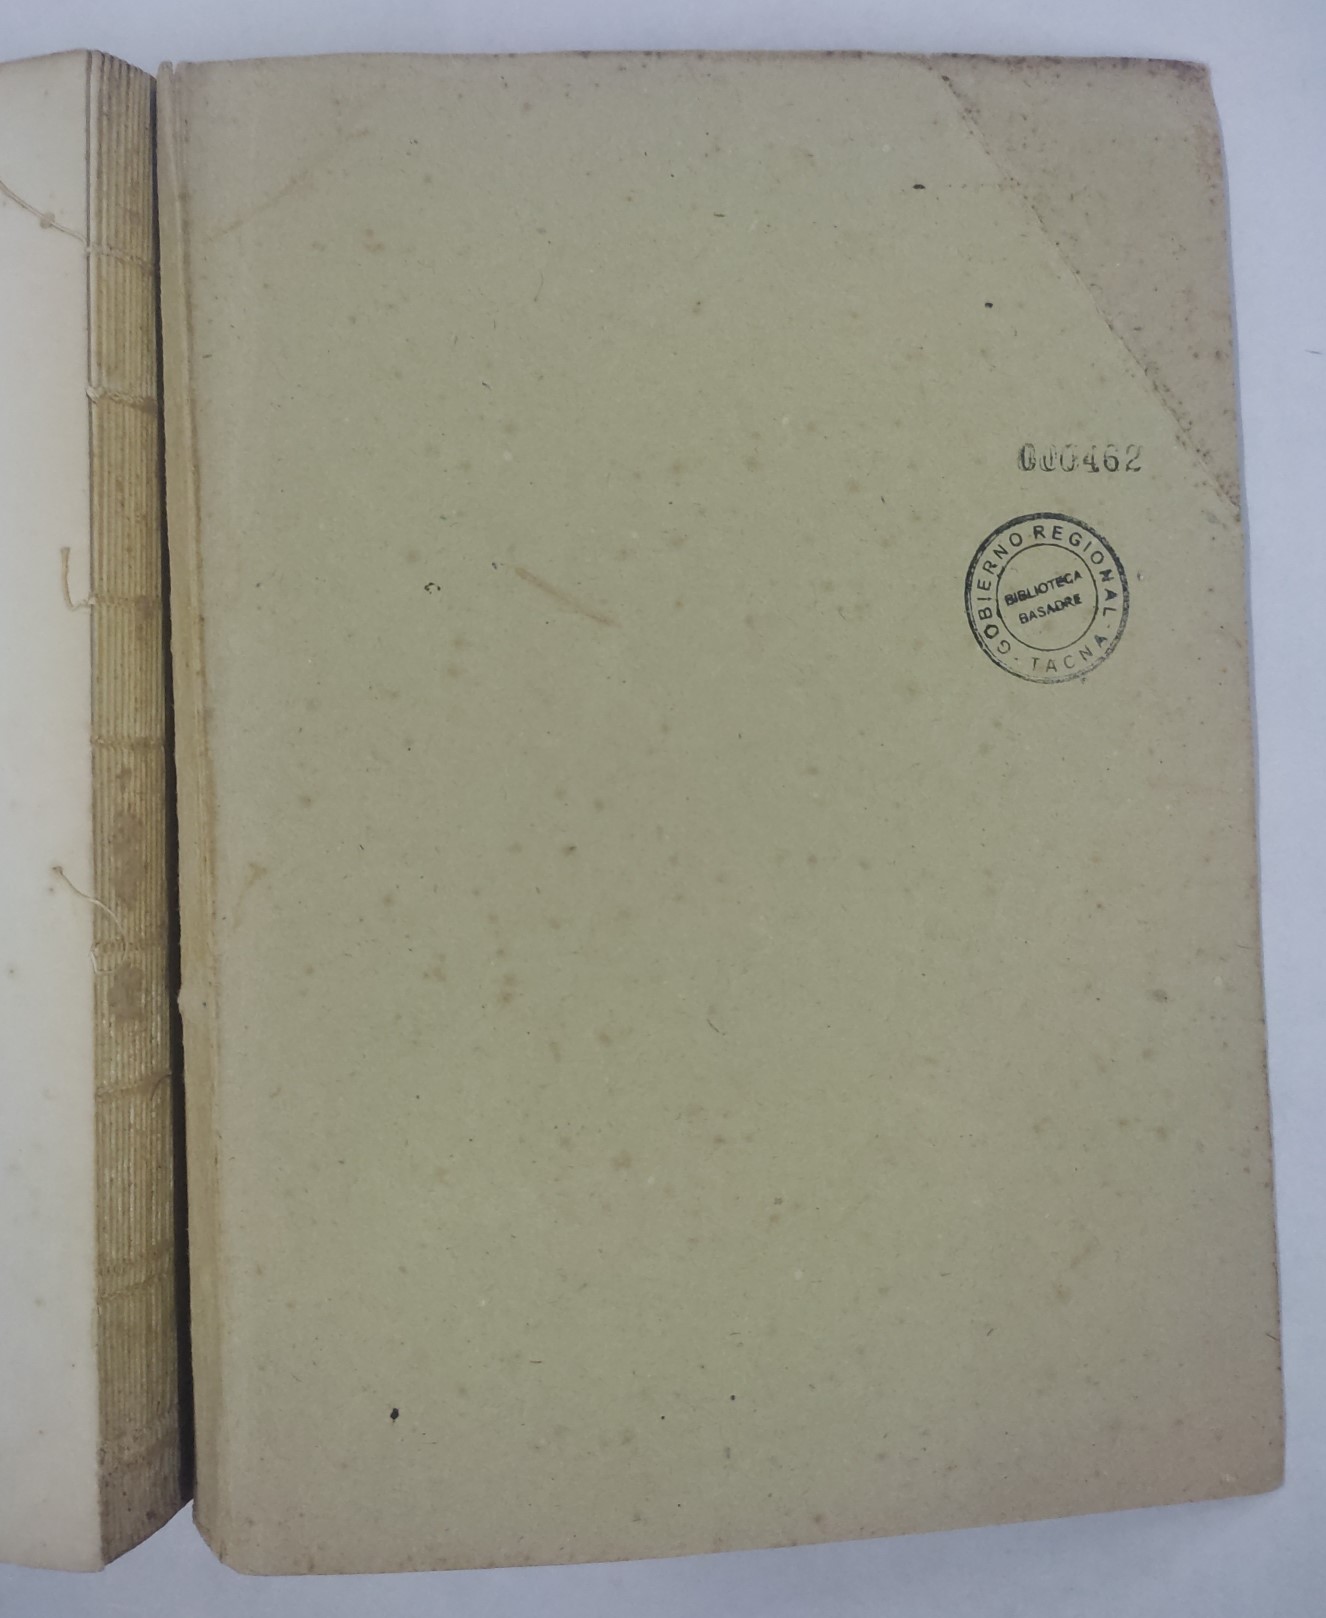 000462
GOBIERNO REGIONAL
BIBLIOTECA
BASADRE
- TACNA -